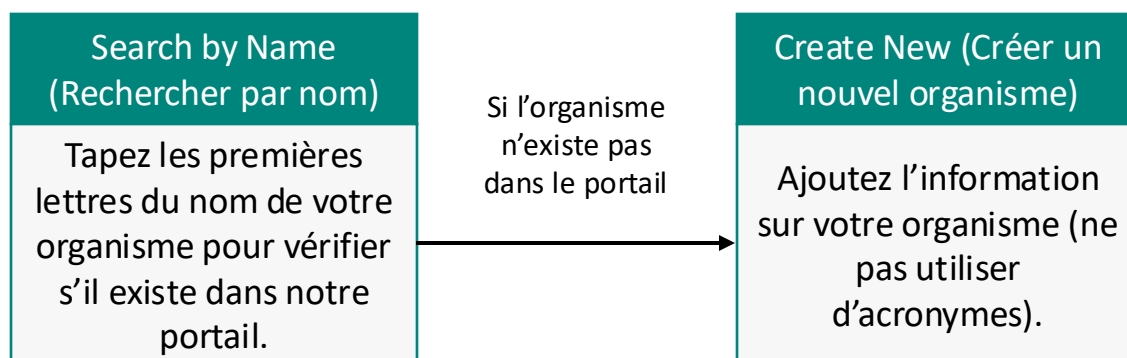 Search by Name
(Rechercher par nom)
Tapez les premières
lettres du nom de votre
organisme pour vérifier
s’il existe dans notre
portail.
Si l’organisme
n’existe pas
dans le portail
Create New (Créer un
nouvel organisme)
Ajoutez l’information
sur votre organisme (ne
pas utiliser
d’acronymes).